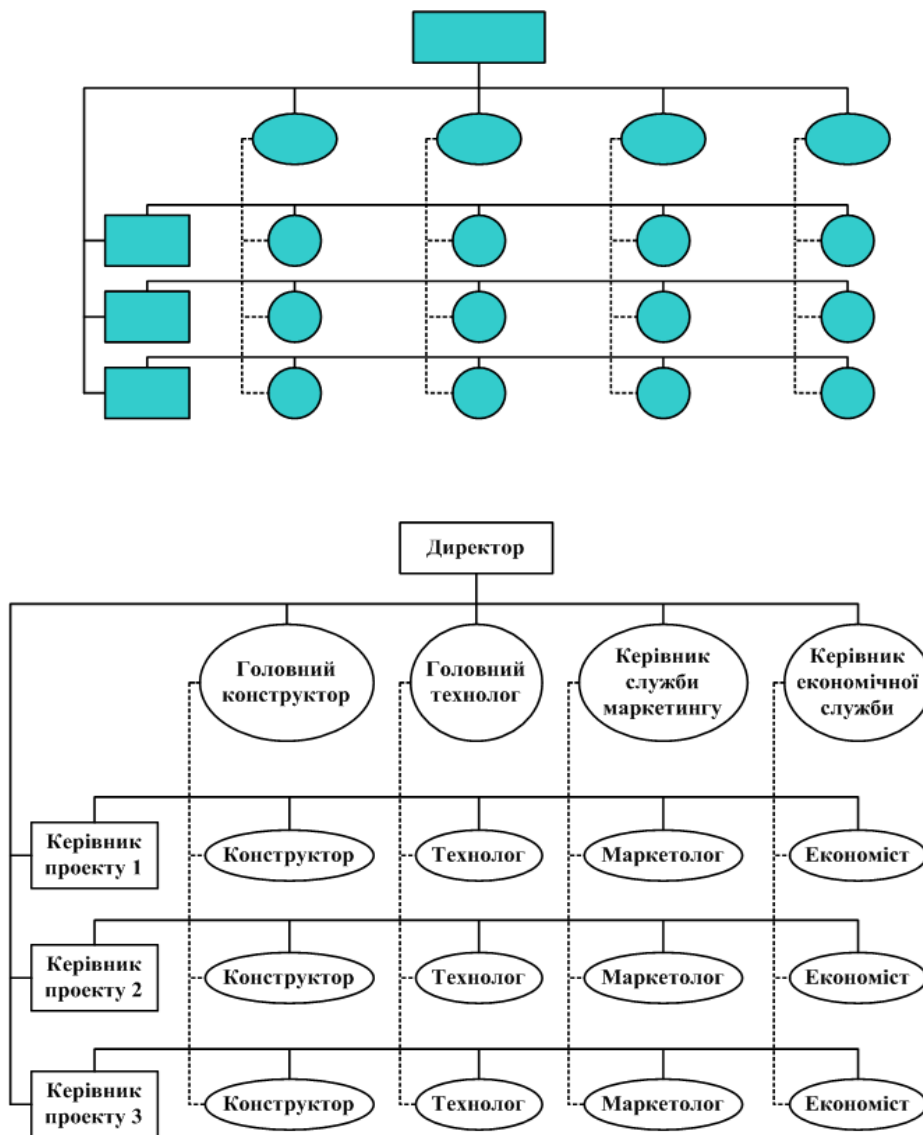 Директор
Головний
конструктор
Головний
технолог
Керівник
служби
маркетингу
Керівник
економічної
служби
Керівник
проекту 1
Конструктор
Технолог
Маркетолог
Економіст
Керівник
проекту 2
Конструктор
Технолог
Маркетолог
Економіст
Керівник
проекту 3
Конструктор
Технолог
Маркетолог
Економіст